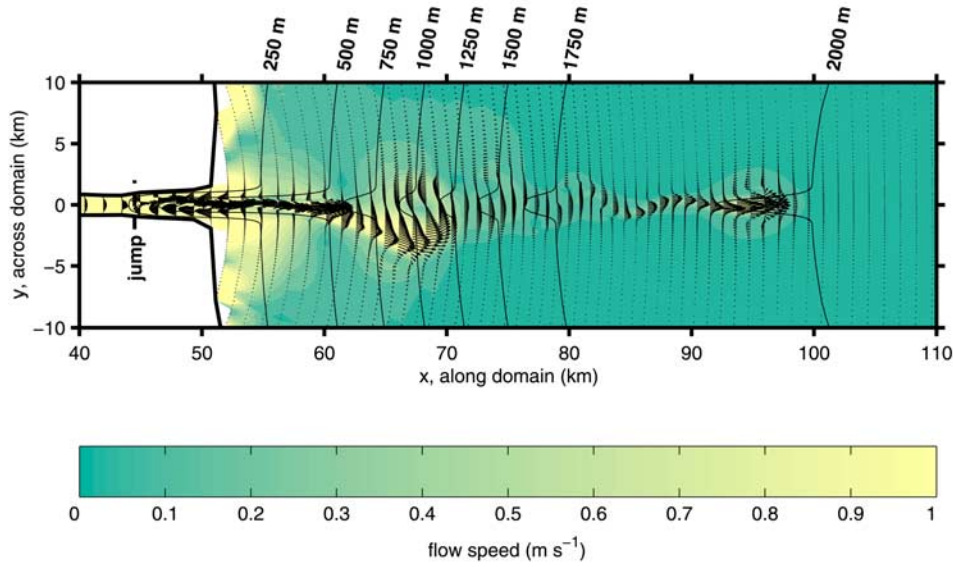 250 m
500 m
750 m
1000 m
1250 m
1500 m
1750 m
2000 m
10
5
0
−5
−10
y, across domain (km)
jump
40 50 60 70 80 90 100 110
x, along domain (km)
0 0.1 0.2 0.3 0.4 0.5 0.6 0.7 0.8 0.9 1
flow speed (m s⁻¹)